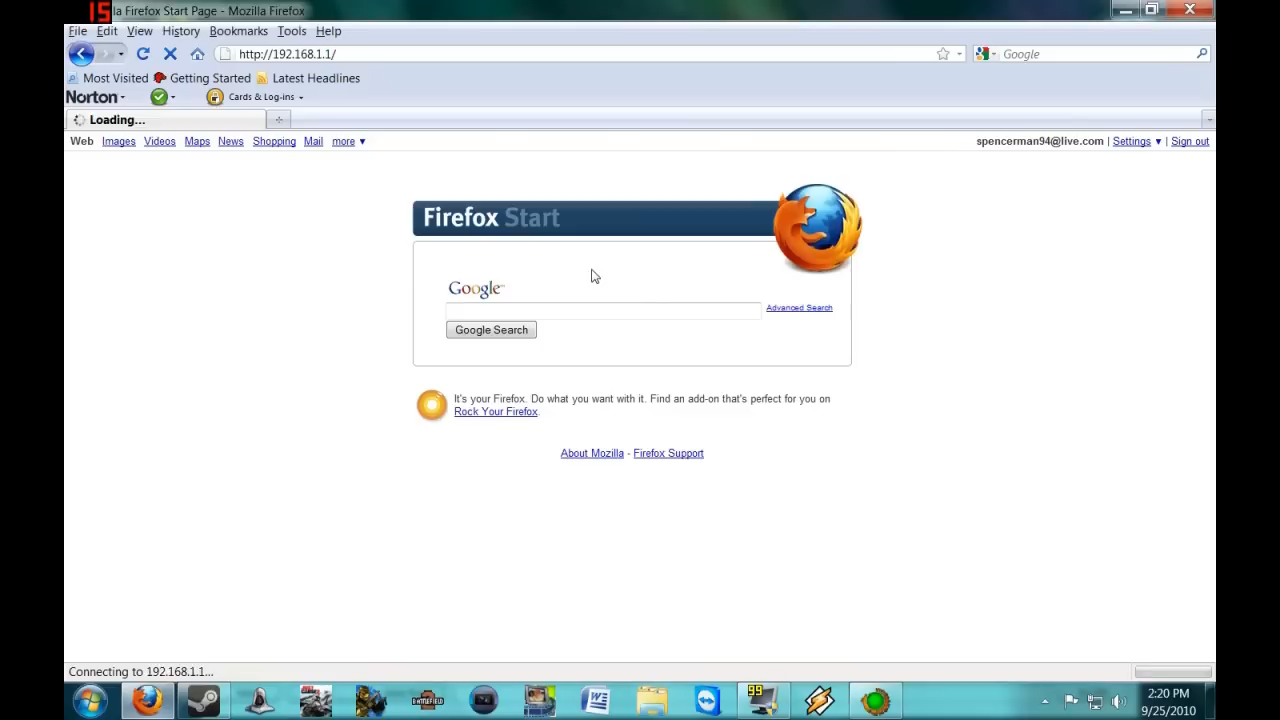 15
la Firefox Start Page - Mozilla Firefox
File Edit View History Bookmarks Tools Help
http://192.168.1.1/
Google
Most Visited Getting Started Latest Headlines
Norton Cards & Log-ins
Loading...
Web Images Videos Maps News Shopping Mail more ▼
spencerman94@live.com | Settings ▼ | Sign out
Firefox Start
Google™
Advanced Search
Google Search
It's your Firefox. Do what you want with it. Find an add-on that's perfect for you on
Rock Your Firefox.
About Mozilla - Firefox Support
Connecting to 192.168.1.1...
BATTLEFIELD
99
2:20 PM
9/25/2010